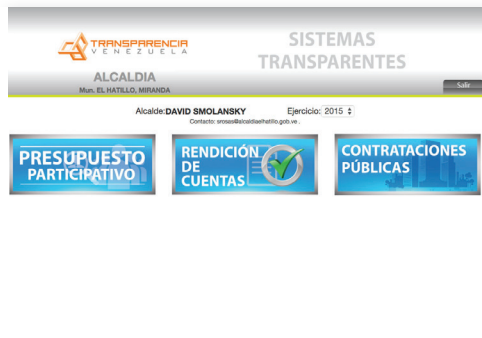 TRANSPARENCIA
VENEZUELA
SISTEMAS
TRANSPARENTES
ALCALDIA
Mun. EL HATILLO, MIRANDA
Salir
Alcalde:DAVID SMOLANSKY Ejercicio: 2015
Contacto: sroses@alcaldiaelhatillo.gob.ve .
PRESUPUESTO
PARTICIPATIVO
RENDICIÓN
DE
CUENTAS
CONTRATACIONES
PÚBLICAS